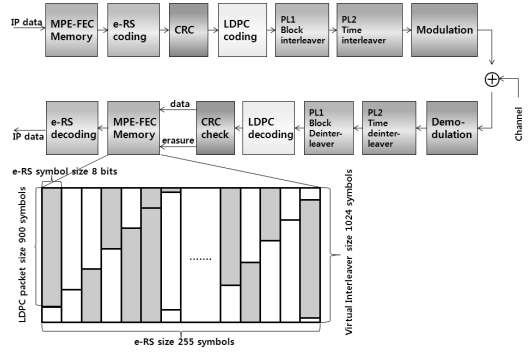 IP data
MPE-FEC
Memory
e-RS
coding
CRC
LDPC
coding
PL1
Block
interleaver
PL2
Time
interleaver
Modulation
Channel
e-RS
decoding
IP data
MPE-FEC
Memory
data
erasure
CRC
check
LDPC
decoding
PL1
Block
Deinter-
leaver
PL2
Time
deinter-
leaver
Demo-
dulation
e-RS symbol size 8 bits
LDPC packet size 900 symbols
.......
Virtual Interleaver size 1024 symbols
e-RS size 255 symbols